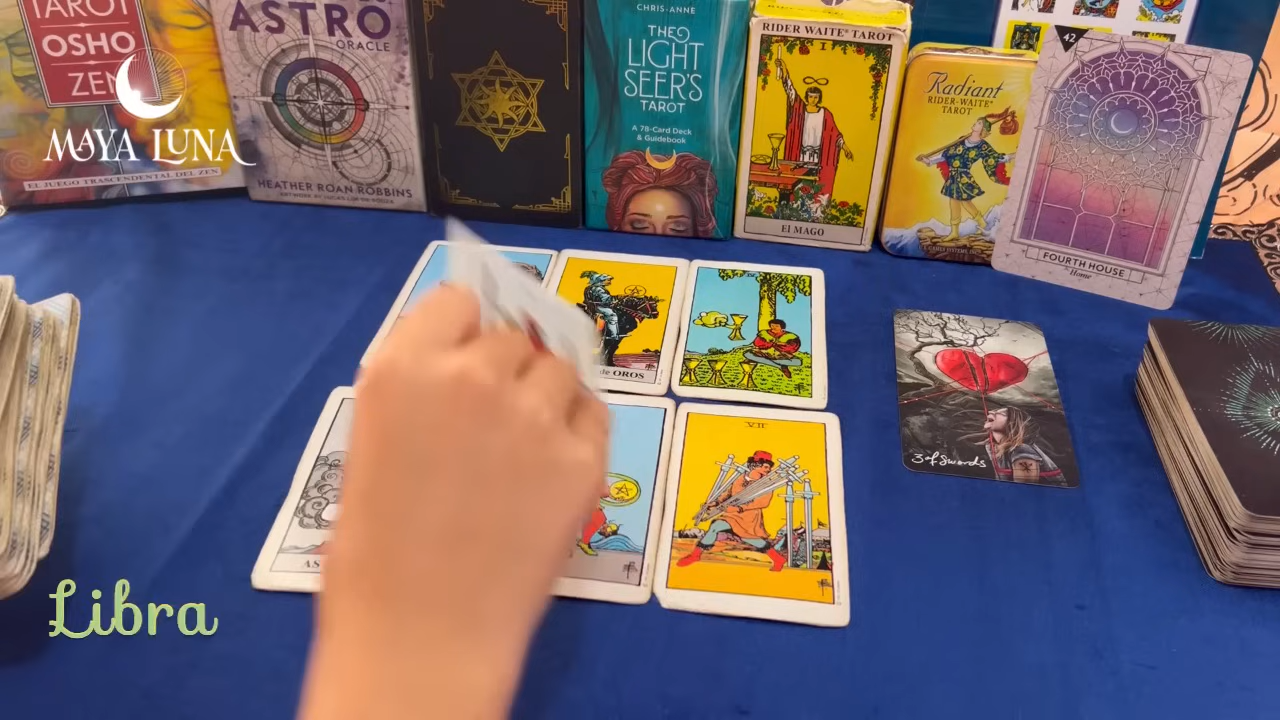 TAROT
OSHO
ZEN
MAYA LUNA
EL JUEGO TRASCENDENTAL DEL ZEN
ASTRO
ORACLE
HEATHER ROAN ROBBINS
CHRIS-ANNE
THE
LIGHT
SEER'S
TAROT
A 78-Card Deck
& Guidebook
RIDER WAITE® TAROT
I
El MAGO
Radiant
RIDER-WAITE®
TAROT
42
FOURTH HOUSE
Home
de OROS
IV
VII
3 of Swords
AS
Libra